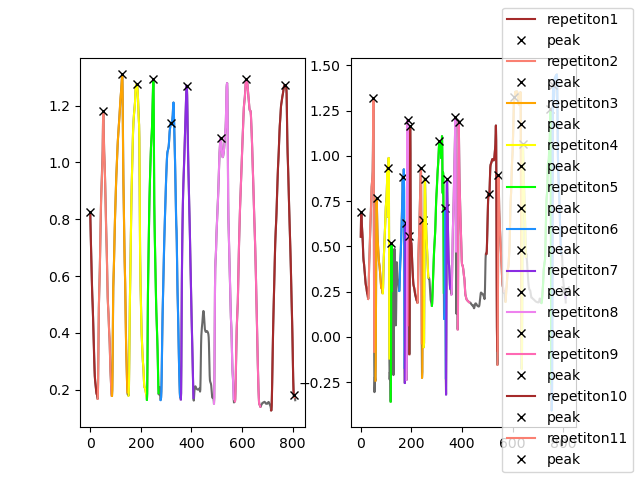 1.2
1.0
0.8
0.6
0.4
0.2
0
200
400
600
800
1.50
1.25
1.00
0.75
0.50
0.25
0.00
−0.25
0
200
400
600
800
repetiton1
peak
repetiton2
peak
repetiton3
peak
repetiton4
peak
repetiton5
peak
repetiton6
peak
repetiton7
peak
repetiton8
peak
repetiton9
peak
repetiton10
peak
repetiton11
peak